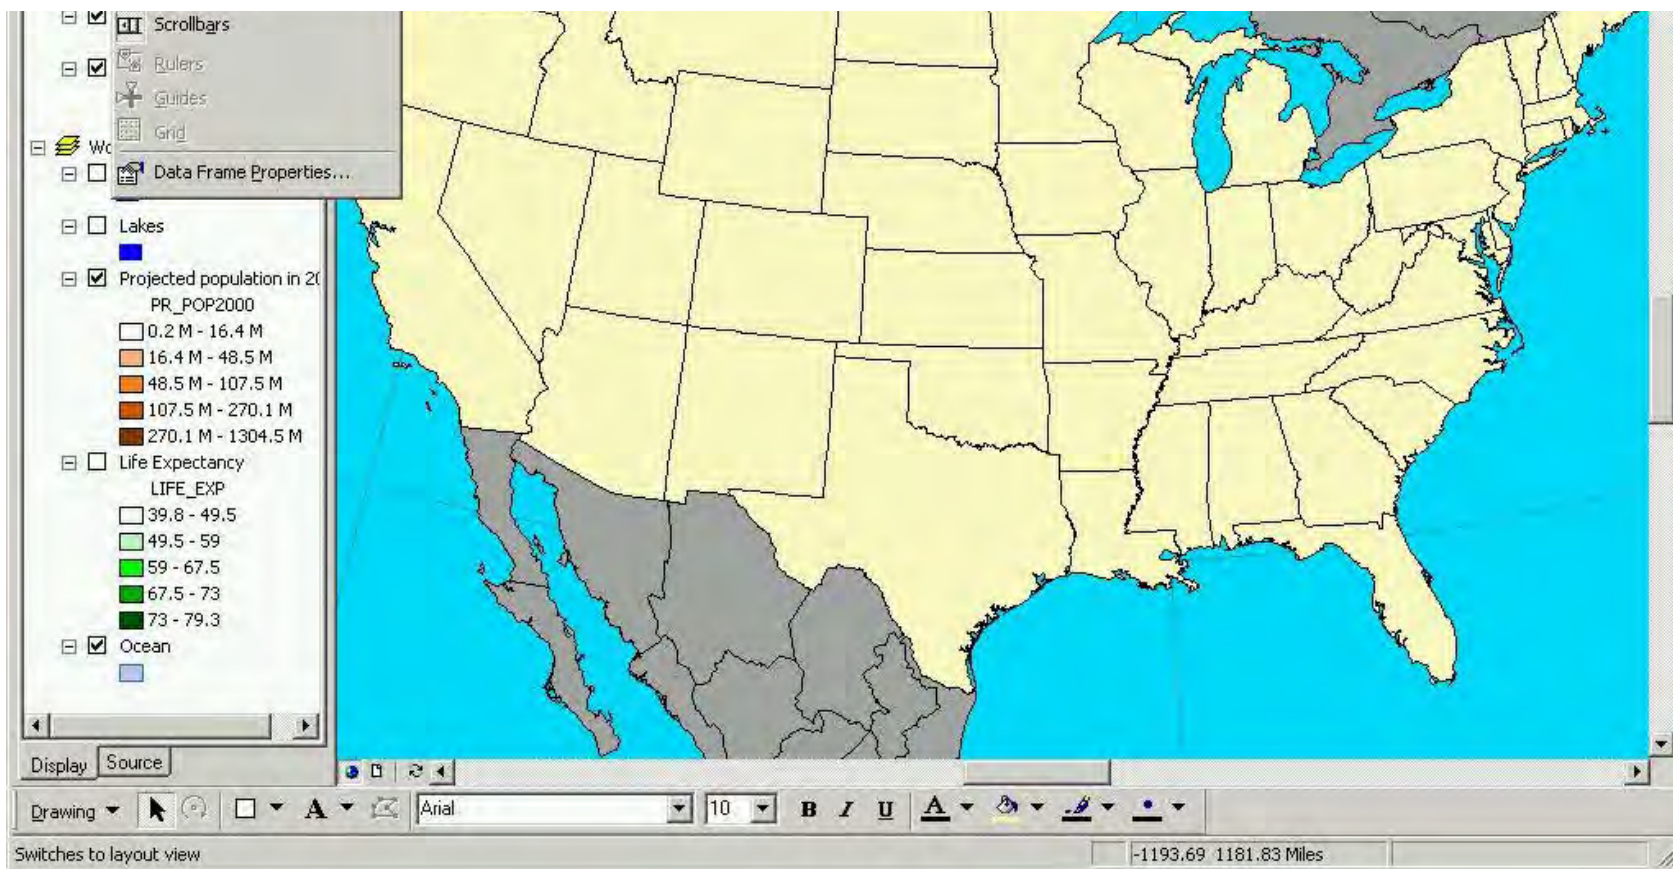 Scrollbars
Rulers
Guides
Grid
Wo
Data Frame Properties...
Lakes
Projected population in 20
PR_POP2000
0.2 M - 16.4 M
16.4 M - 48.5 M
48.5 M - 107.5 M
107.5 M - 270.1 M
270.1 M - 1304.5 M
Life Expectancy
LIFE_EXP
39.8 - 49.5
49.5 - 59
59 - 67.5
67.5 - 73
73 - 79.3
Ocean
Display Source
Drawing A Arial 10 B I U A
Switches to layout view -1193.69 1181.83 Miles